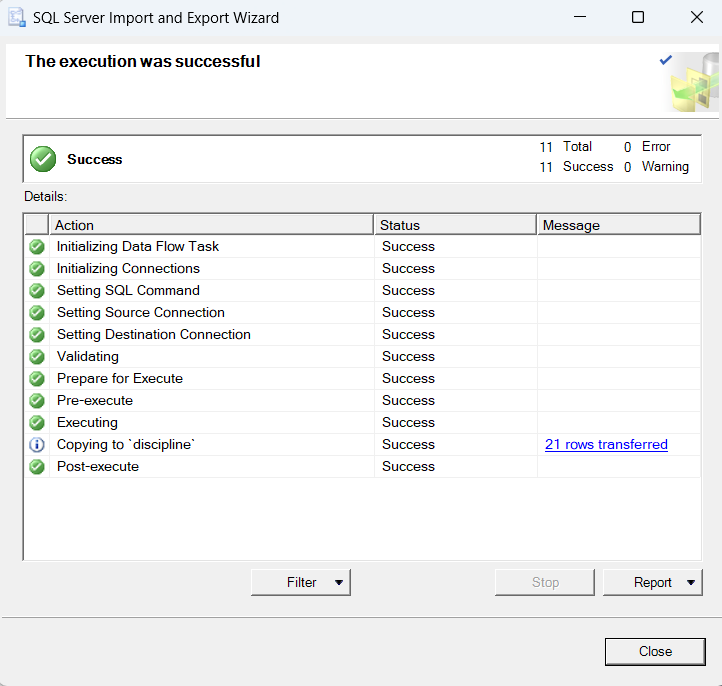 SQL Server Import and Export Wizard
The execution was successful
Success
11 Total 0 Error
11 Success 0 Warning
Details:
Action Status Message
Initializing Data Flow Task Success
Initializing Connections Success
Setting SQL Command Success
Setting Source Connection Success
Setting Destination Connection Success
Validating Success
Prepare for Execute Success
Pre-execute Success
Executing Success
Copying to `discipline` Success 21 rows transferred
Post-execute Success
Filter Stop Report
Close